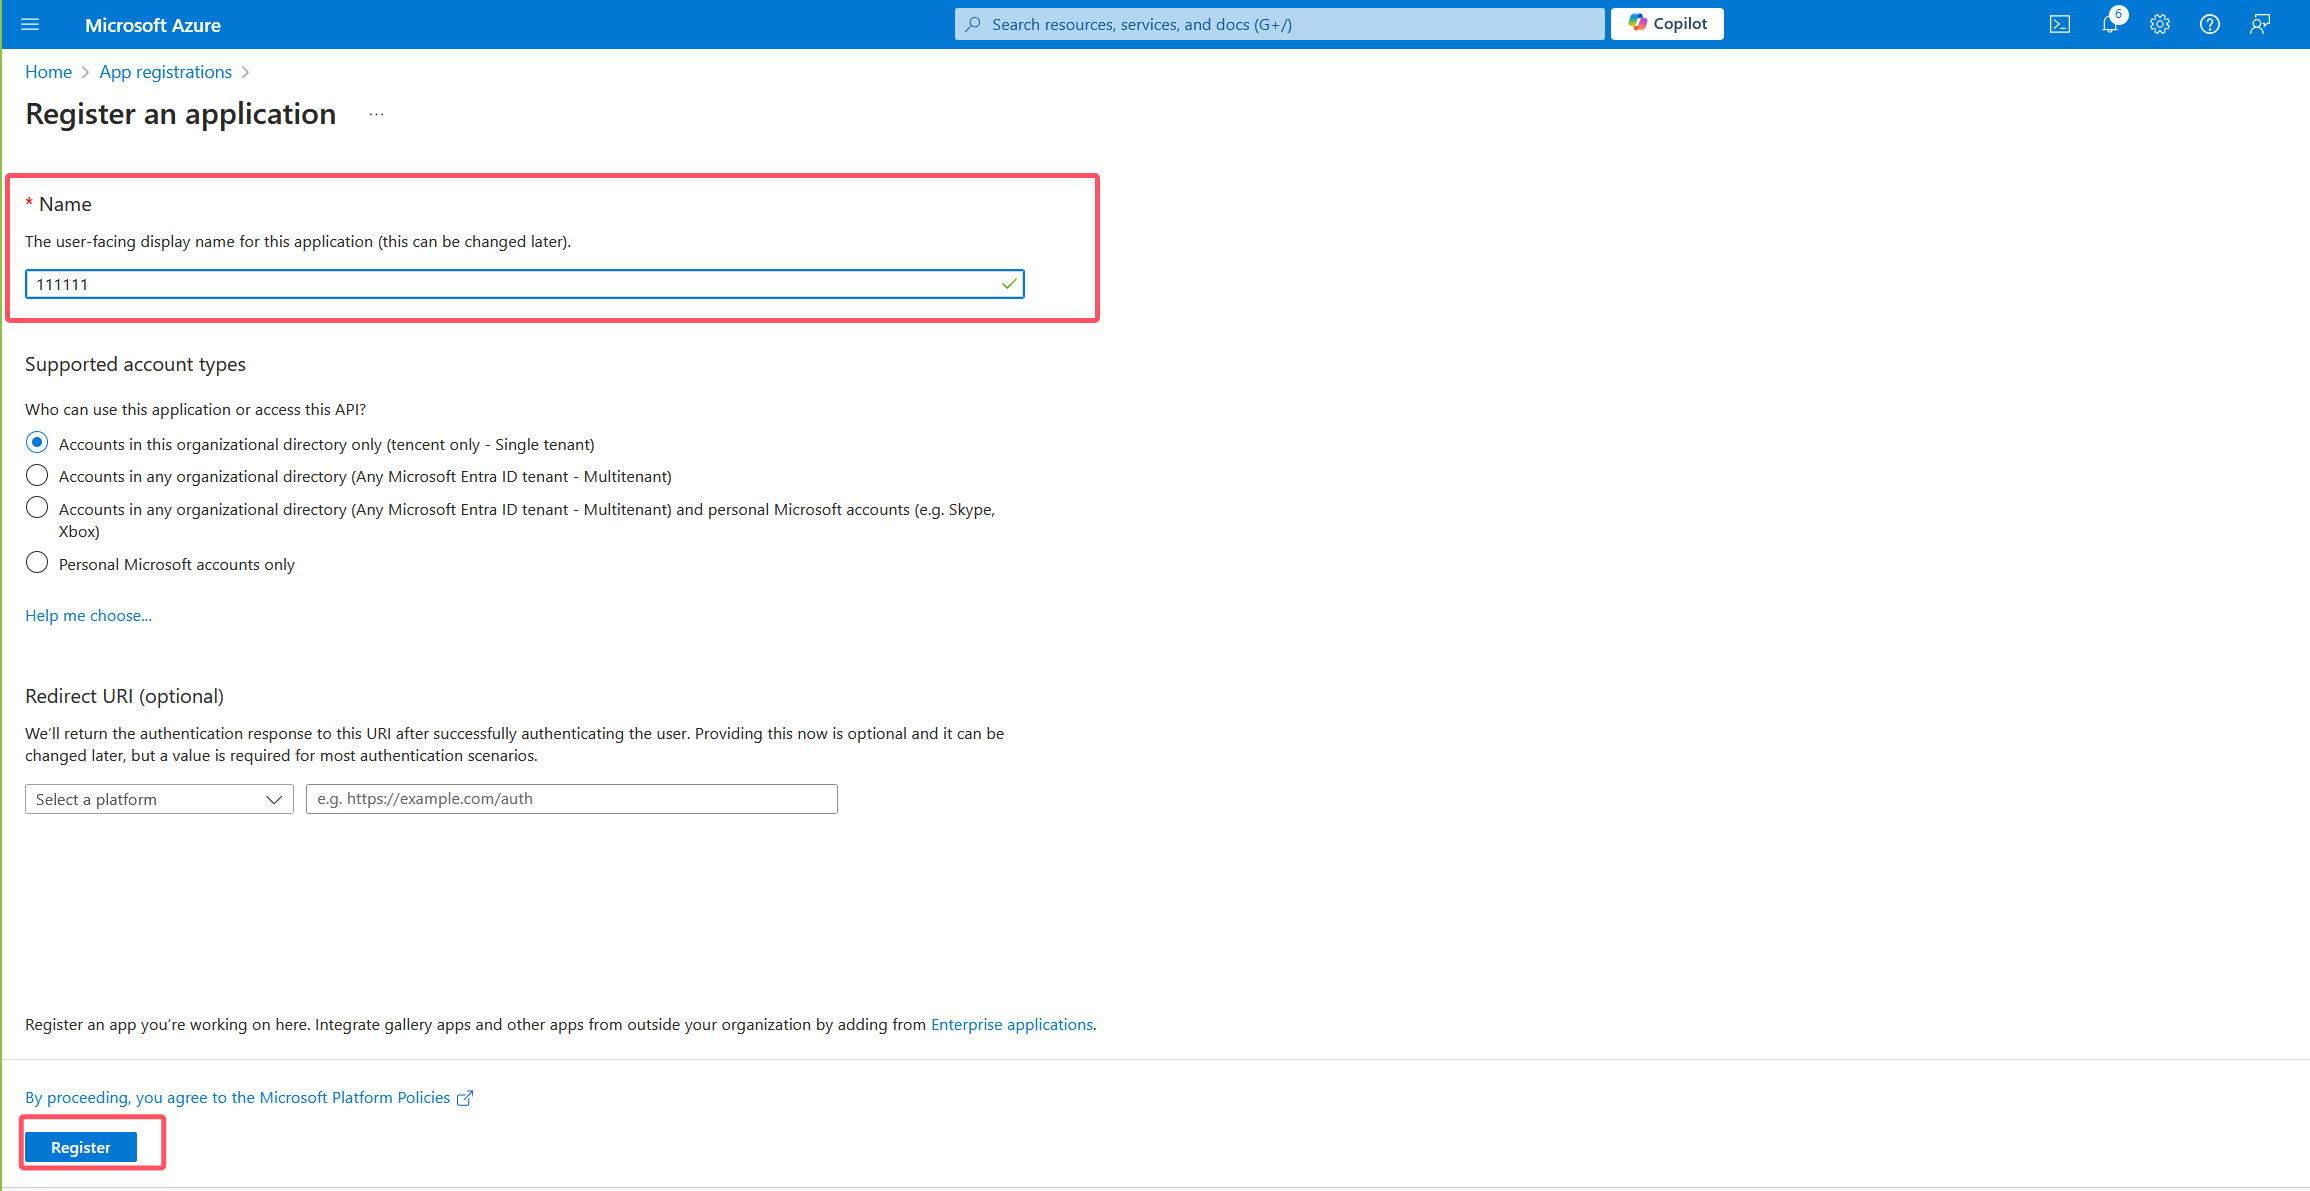 Microsoft Azure
Search resources, services, and docs (G+/)
Copilot
6
Home > App registrations >
Register an application ...
* Name
The user-facing display name for this application (this can be changed later).
111111
Supported account types
Who can use this application or access this API?
Accounts in this organizational directory only (tencent only - Single tenant)
Accounts in any organizational directory (Any Microsoft Entra ID tenant - Multitenant)
Accounts in any organizational directory (Any Microsoft Entra ID tenant - Multitenant) and personal Microsoft accounts (e.g. Skype,
Xbox)
Personal Microsoft accounts only
Help me choose...
Redirect URI (optional)
We'll return the authentication response to this URI after successfully authenticating the user. Providing this now is optional and it can be
changed later, but a value is required for most authentication scenarios.
Select a platform
e.g. https://example.com/auth
Register an app you're working on here. Integrate gallery apps and other apps from outside your organization by adding from Enterprise applications.
By proceeding, you agree to the Microsoft Platform Policies
Register